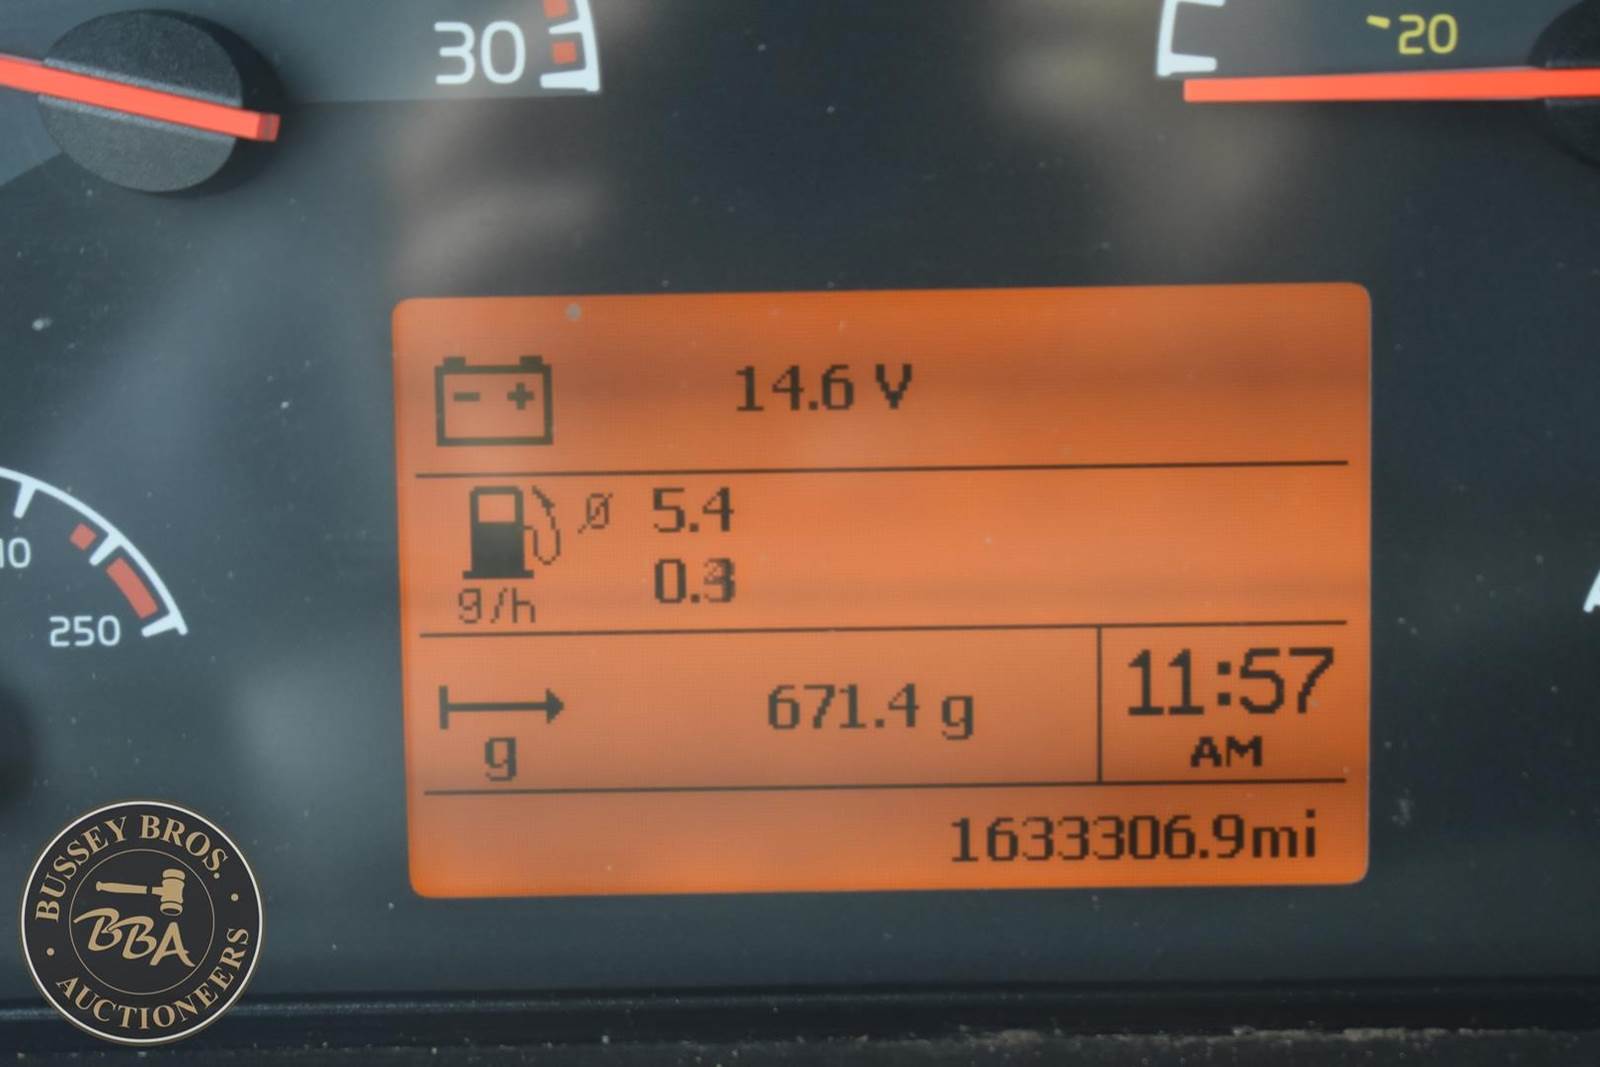 30
-20
14.6 V
Ø 5.4
0.3
g/h
10
250
671.4 g
g
11:57
AM
1633306.9mi
BUSSEY BROS.
BBA
AUCTIONEERS